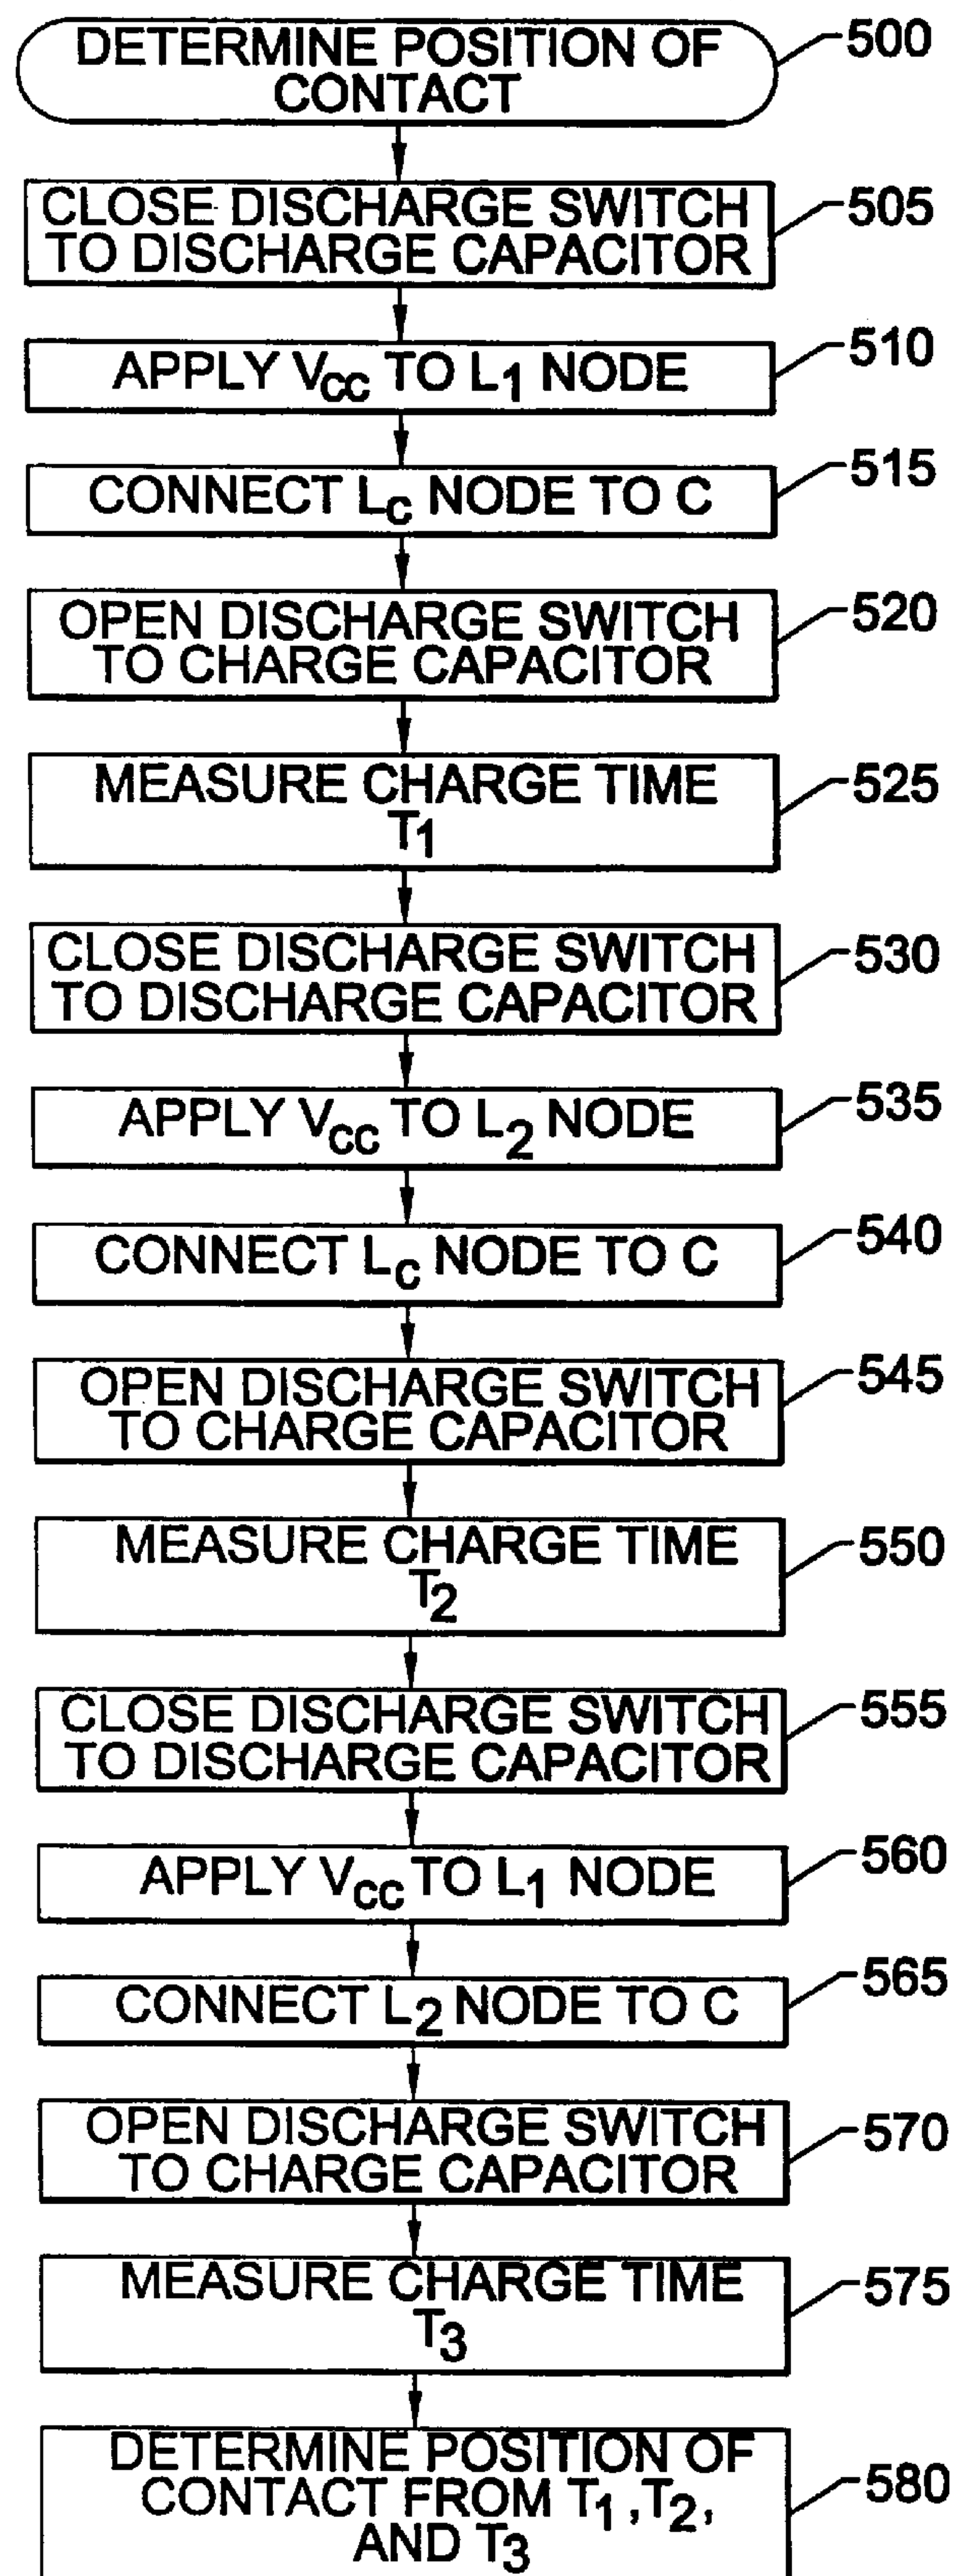 DETERMINE POSITION OF
CONTACT
500
CLOSE DISCHARGE SWITCH
TO DISCHARGE CAPACITOR
505
APPLY VCC TO L1 NODE
510
CONNECT LC NODE TO C
515
OPEN DISCHARGE SWITCH
TO CHARGE CAPACITOR
520
MEASURE CHARGE TIME
T1
525
CLOSE DISCHARGE SWITCH
TO DISCHARGE CAPACITOR
530
APPLY VCC TO L2 NODE
535
CONNECT LC NODE TO C
540
OPEN DISCHARGE SWITCH
TO CHARGE CAPACITOR
545
MEASURE CHARGE TIME
T2
550
CLOSE DISCHARGE SWITCH
TO DISCHARGE CAPACITOR
555
APPLY VCC TO L1 NODE
560
CONNECT L2 NODE TO C
565
OPEN DISCHARGE SWITCH
TO CHARGE CAPACITOR
570
MEASURE CHARGE TIME
T3
575
DETERMINE POSITION OF
CONTACT FROM T1 ,T2,
AND T3
580